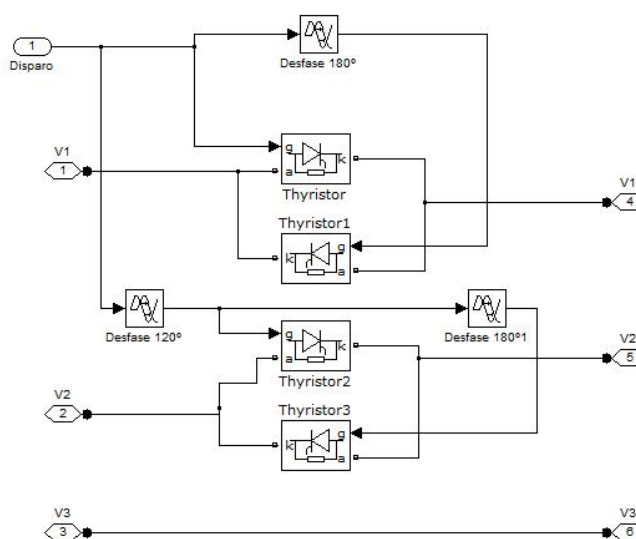 1
Disparo
Desfase 180º
V1
1
g
a
k
Thyristor
V1
4
Thyristor1
k
g
a
Desfase 120º
Desfase 180º1
g
a
k
Thyristor2
V2
5
V2
2
Thyristor3
k
g
a
V3
3
V3
6